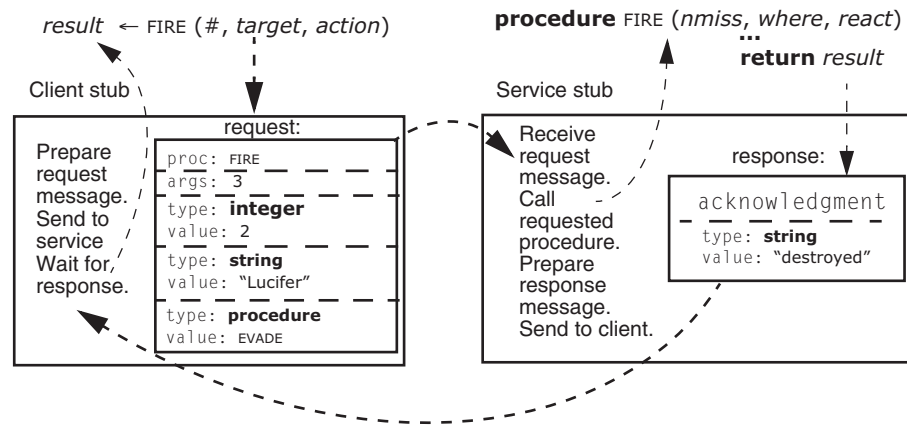 result ← FIRE (#, target, action)
procedure FIRE (nmiss, where, react)
...
return result
Client stub
request:
Prepare
request
message.
Send to
service
Wait for
response.
proc: FIRE
args: 3
type: integer
value: 2
type: string
value: “Lucifer”
type: procedure
value: EVADE
Service stub
Receive
request
message.
Call
requested
procedure.
Prepare
response
message.
Send to client.
response:
acknowledgment
type: string
value: “destroyed”